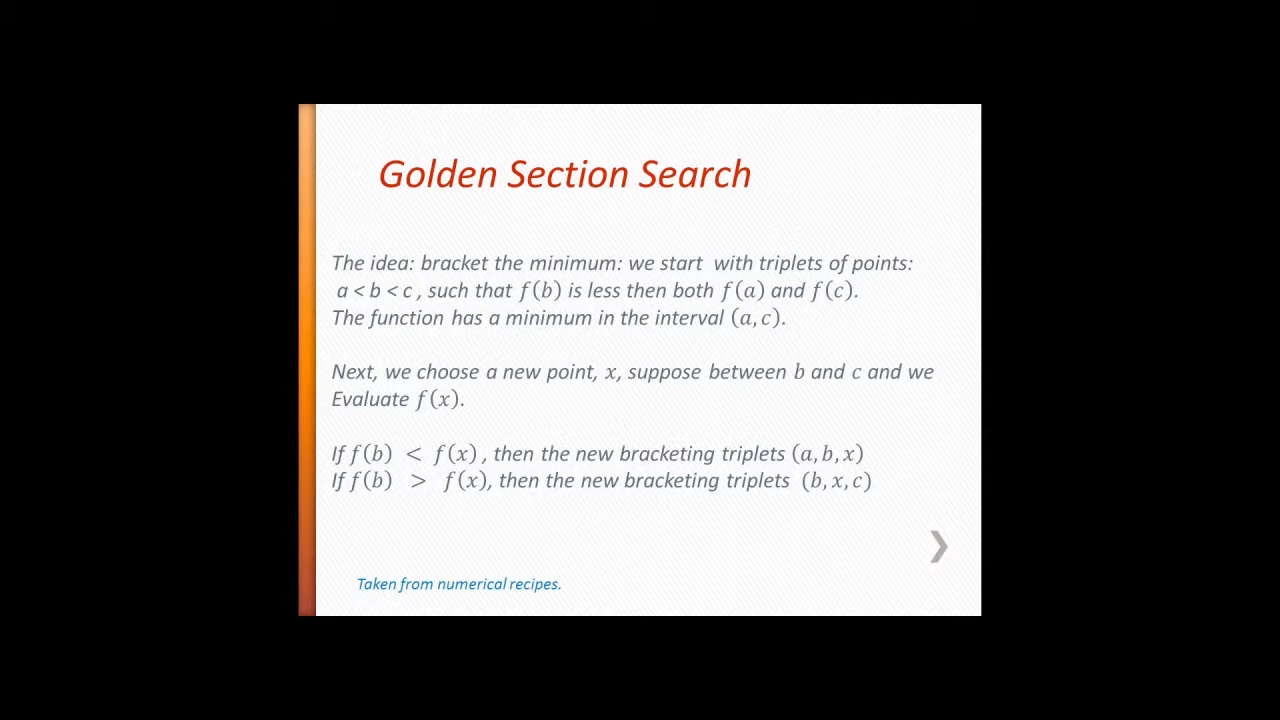 Golden Section Search
The idea: bracket the minimum: we start with triplets of points:
a < b < c , such that f(b) is less then both f(a) and f(c).
The function has a minimum in the interval (a, c).
Next, we choose a new point, x, suppose between b and c and we
Evaluate f(x).
If f(b) < f(x) , then the new bracketing triplets (a, b, x)
If f(b) > f(x), then the new bracketing triplets (b, x, c)
Taken from numerical recipes.